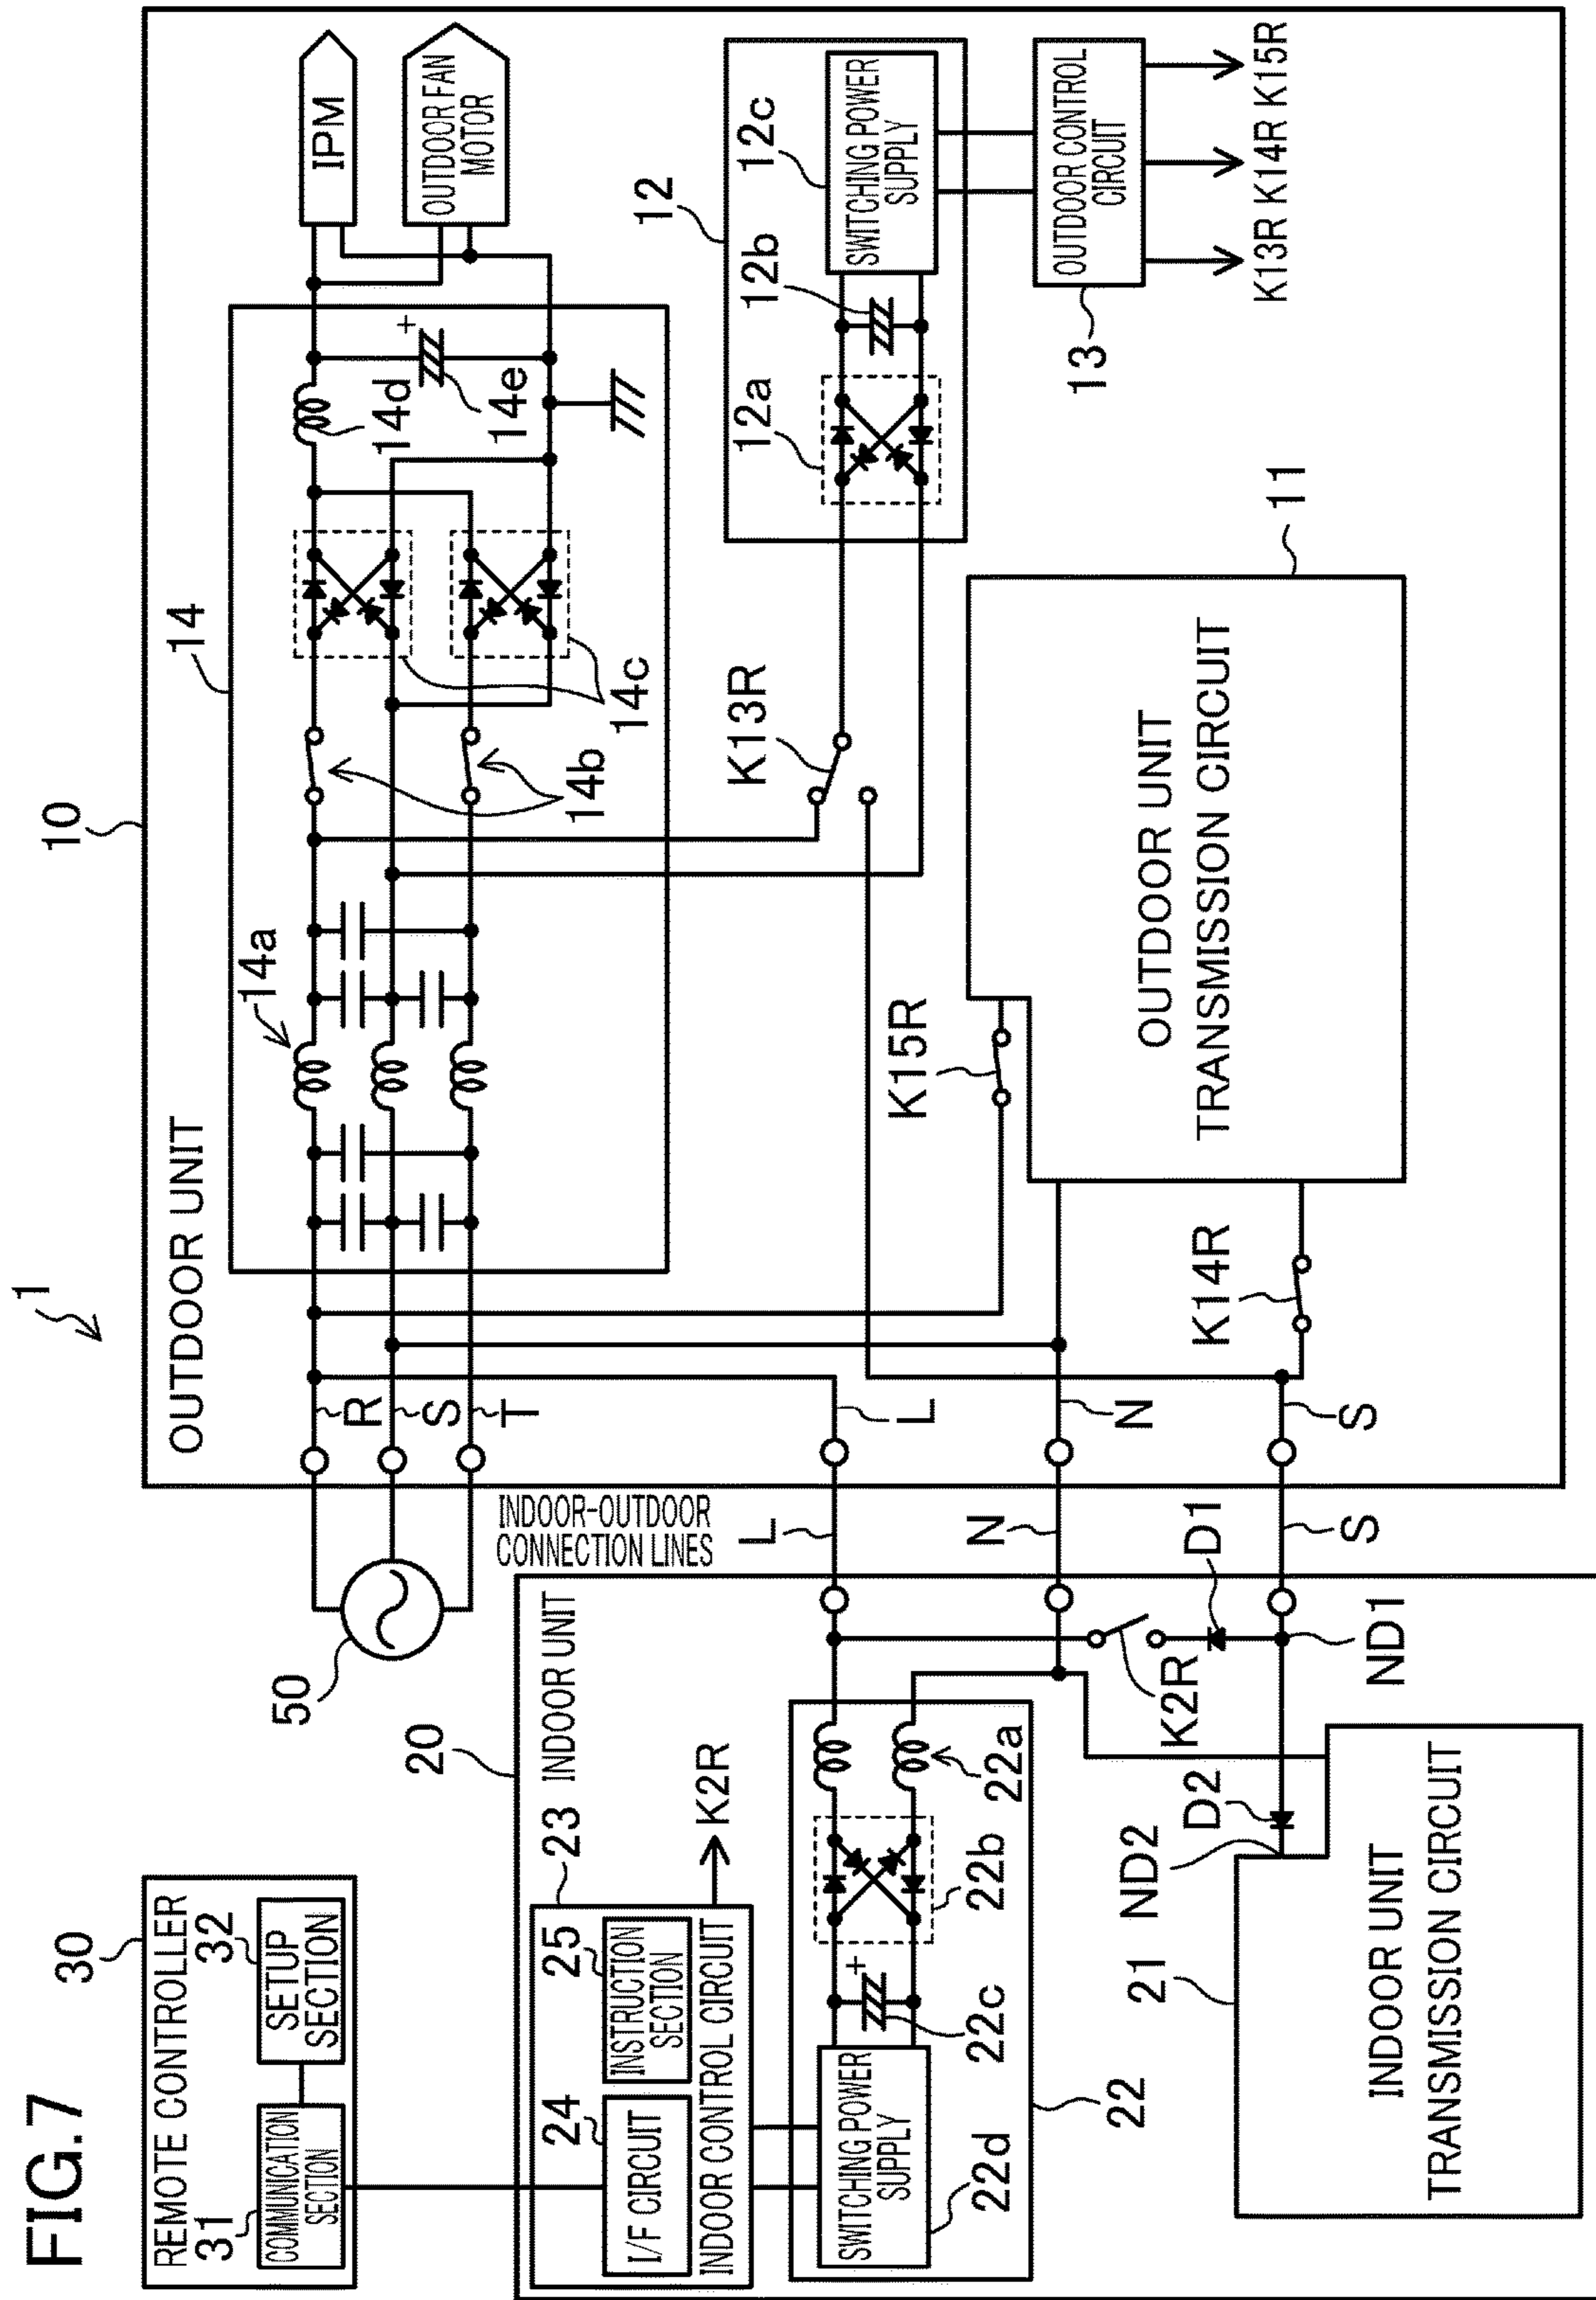 FIG.7
1
10
OUTDOOR UNIT
14
14a
14b
14c
14d
14e
+
IPM
OUTDOOR FAN
MOTOR
R
S
T
50
12
12a
12b
12c
SWITCHING POWER
SUPPLY
13
OUTDOOR CONTROL
CIRCUIT
K13R K14R K15R
K13R
K15R
K14R
11
OUTDOOR UNIT
TRANSMISSION CIRCUIT
L
N
S
INDOOR-OUTDOOR
CONNECTION LINES
L
N
S
30
REMOTE CONTROLLER
31
COMMUNICATION
SECTION
32
SETUP
SECTION
20
INDOOR UNIT
23
24
I/F CIRCUIT
25
INSTRUCTION
SECTION
INDOOR CONTROL CIRCUIT
K2R
22
22a
22b
22c
+
22d
SWITCHING POWER
SUPPLY
K2R
D1
ND1
D2
ND2
21
INDOOR UNIT
TRANSMISSION CIRCUIT